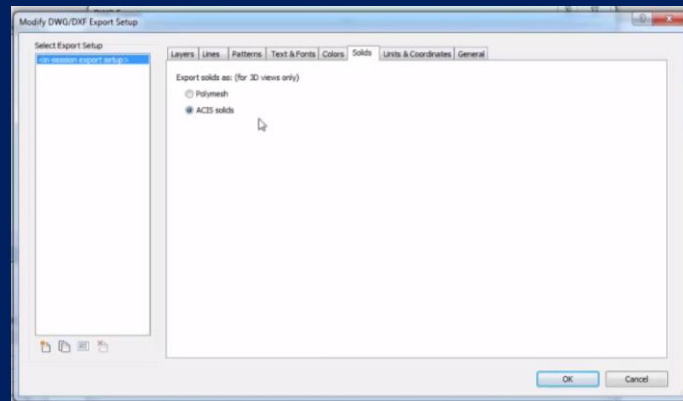 Modify DWG/DXF Export Setup
Select Export Setup
<in-session export setup>
Layers Lines Patterns Text & Fonts Colors Solids Units & Coordinates General
Export solids as: (for 3D views only)
Polymesh
ACIS solids
OK Cancel